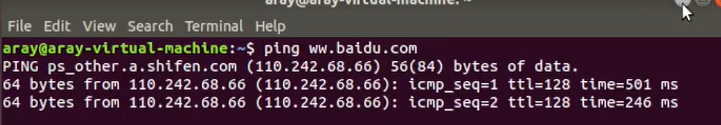 aray@aray-virtual-machine: ~
File Edit View Search Terminal Help
aray@aray-virtual-machine:~$ ping ww.baidu.com
PING ps_other.a.shifen.com (110.242.68.66) 56(84) bytes of data.
64 bytes from 110.242.68.66 (110.242.68.66): icmp_seq=1 ttl=128 time=501 ms
64 bytes from 110.242.68.66 (110.242.68.66): icmp_seq=2 ttl=128 time=246 ms